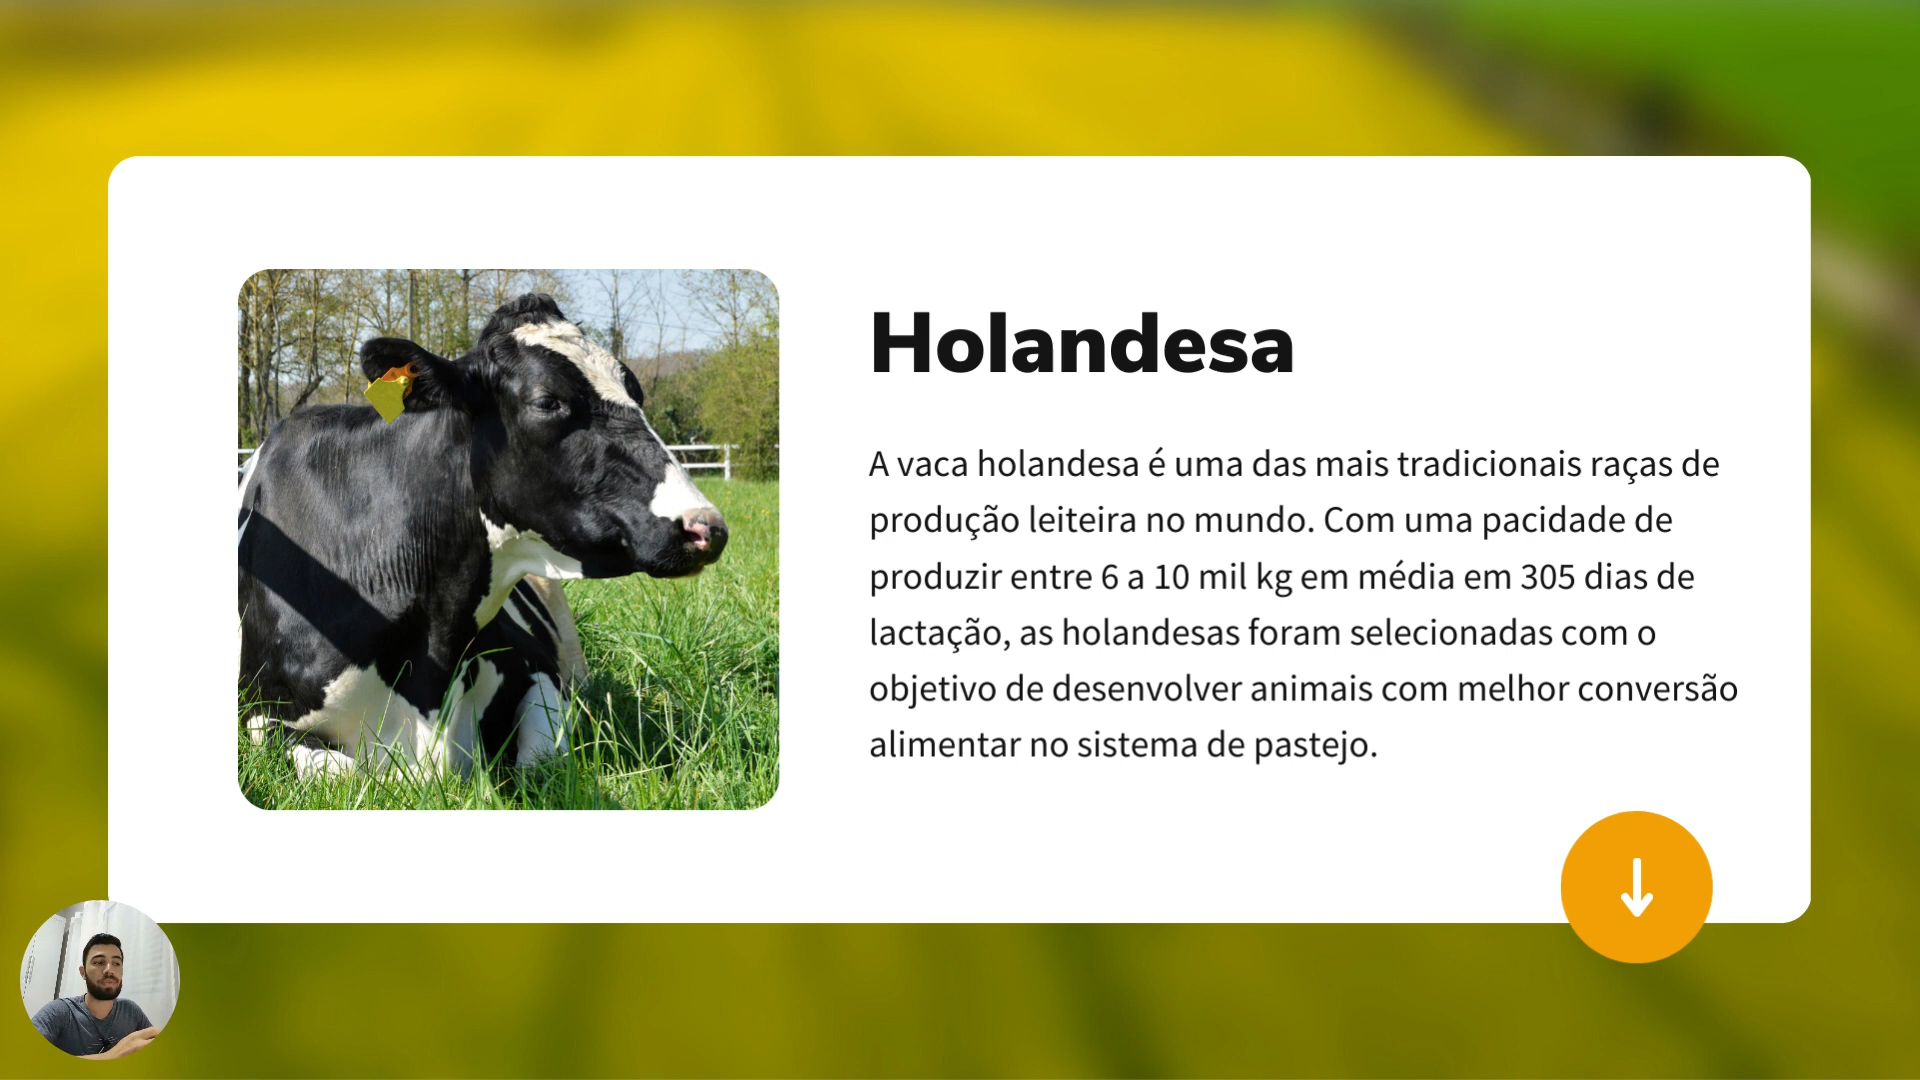 Holandesa
A vaca holandesa é uma das mais tradicionais raças de
produção leiteira no mundo. Com uma pacidade de
produzir entre 6 a 10 mil kg em média em 305 dias de
lactação, as holandesas foram selecionadas com o
objetivo de desenvolver animais com melhor conversão
alimentar no sistema de pastejo.